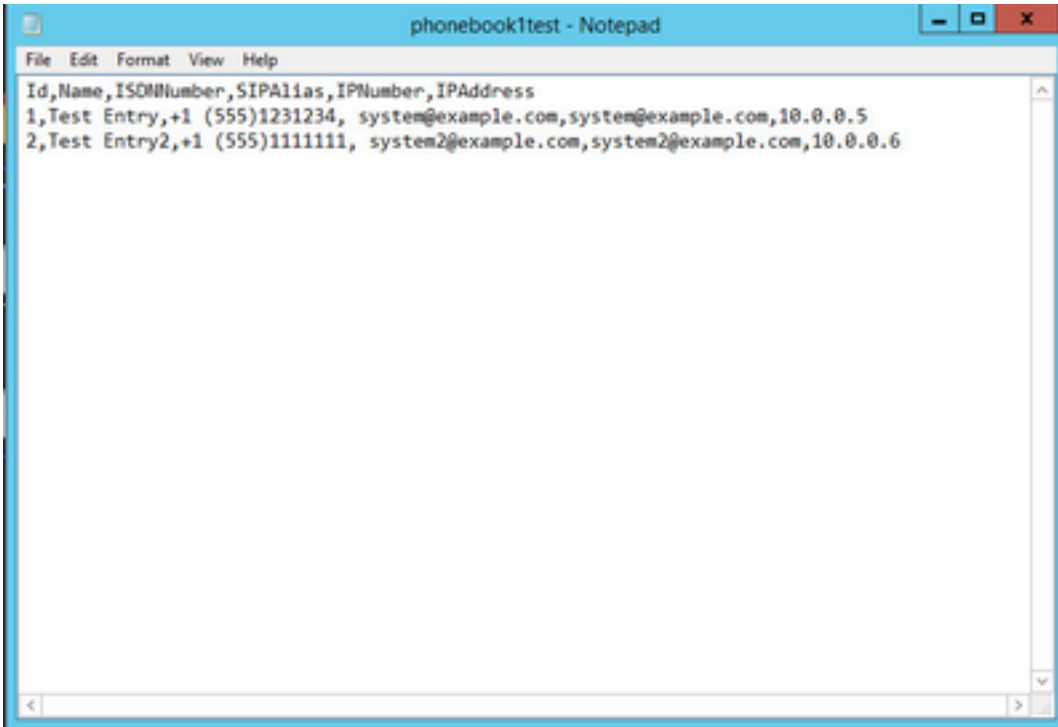 phonebook1test - Notepad
File Edit Format View Help
Id,Name,ISDNNumber,SIPAlias,IPNumber,IPAddress
1,Test Entry,+1 (555)1231234, system@example.com,system@example.com,10.0.0.5
2,Test Entry2,+1 (555)1111111, system2@example.com,system2@example.com,10.0.0.6